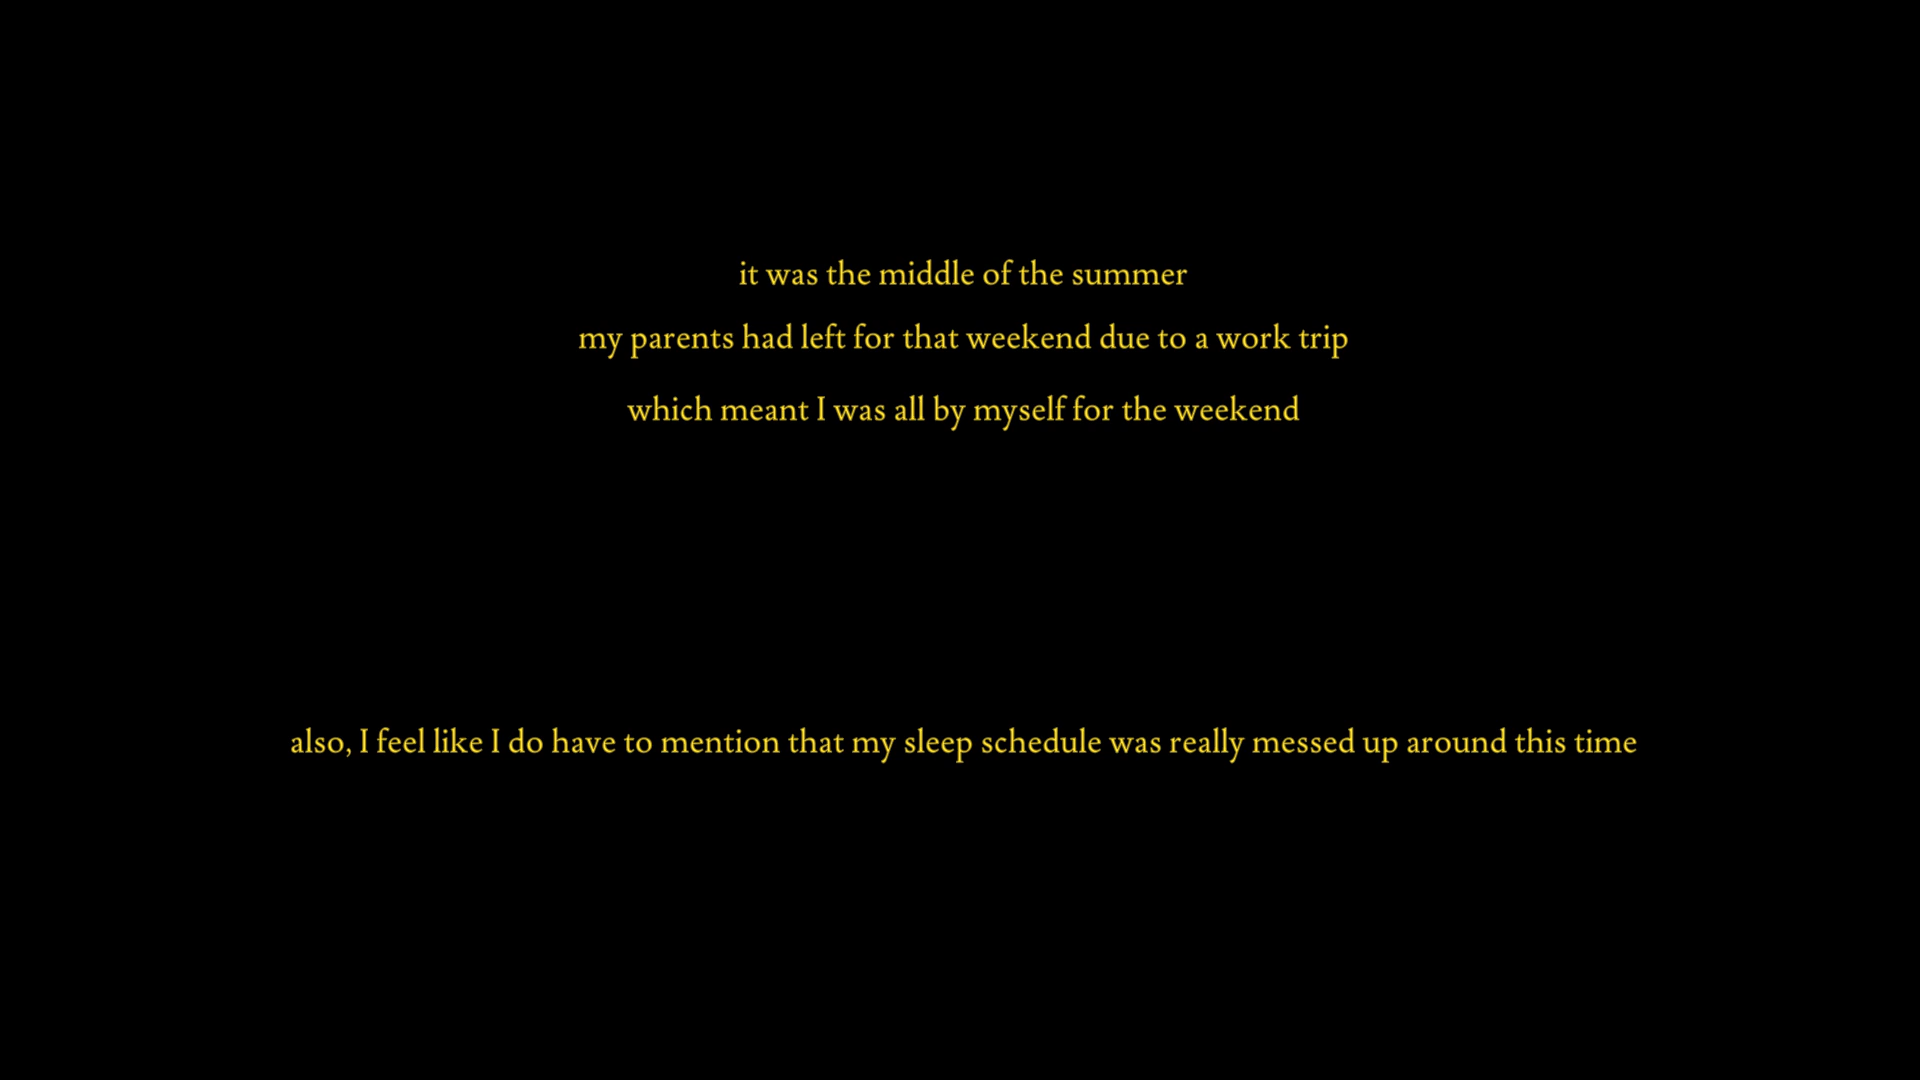 it was the middle of the summer
my parents had left for that weekend due to a work trip
which meant I was all by myself for the weekend
also, I feel like I do have to mention that my sleep schedule was really messed up around this time